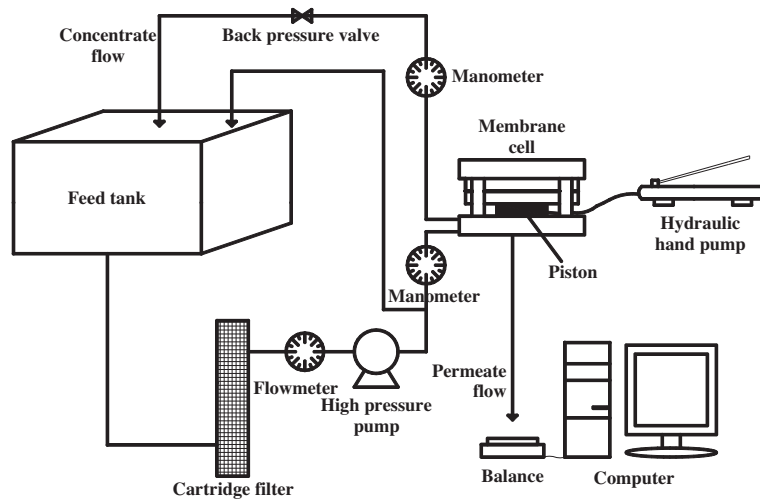 Concentrate
flow
Back pressure valve
Manometer
Membrane
cell
Feed tank
Hydraulic
hand pump
Piston
Manometer
Permeate
flow
Flowmeter
High pressure
pump
Balance
Computer
Cartridge filter